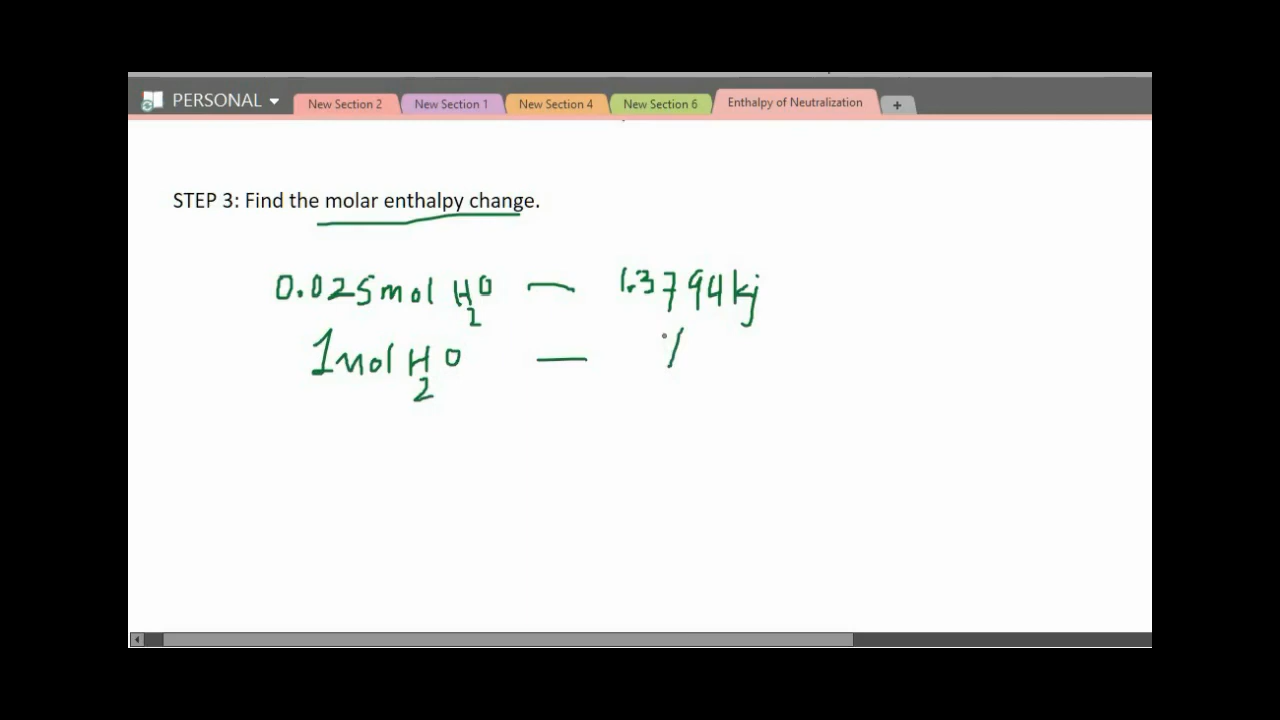 PERSONAL New Section 2 New Section 1 New Section 4 New Section 6 Enthalpy of Neutralization +
STEP 3: Find the molar enthalpy change.
0.025mol H₂O — 1.3794kj
1mol H₂O —